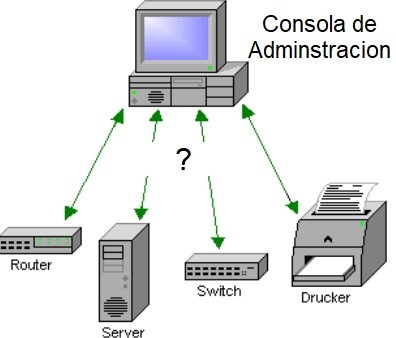 Consola de
Adminstracion
?
Router
Server
Switch
Drucker